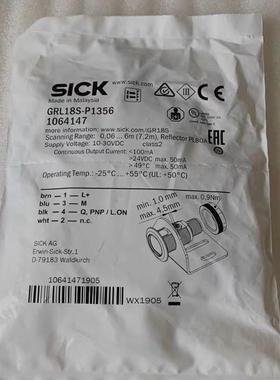 SICK
Made in Malaysia
www.sick.com
GRL18S-P1356
1064147
more information: www.sick.com/GR18S
Scanning Range: 0,06 ... 6m (7,2m), Reflector PL80A
Supply Voltage: 10-30VDC class2
Continuous Output Current: <100mA
>24VDC max. 50mA
> 49°C max. 50mA
Operating Temp.: -25°C ... +55°C (UL: +50°C)
EAC
brn - 1 - L+
blu - 3 - M
blk - 4 - Q, PNP / L.ON
wht - 2 - n.c.
min. 1.0 mm
max. 4.5mm
max. 0,9Nm
SICK AG
Erwin-Sick-Str.1
D-79183 Waldkirch
10641471905
WX1905